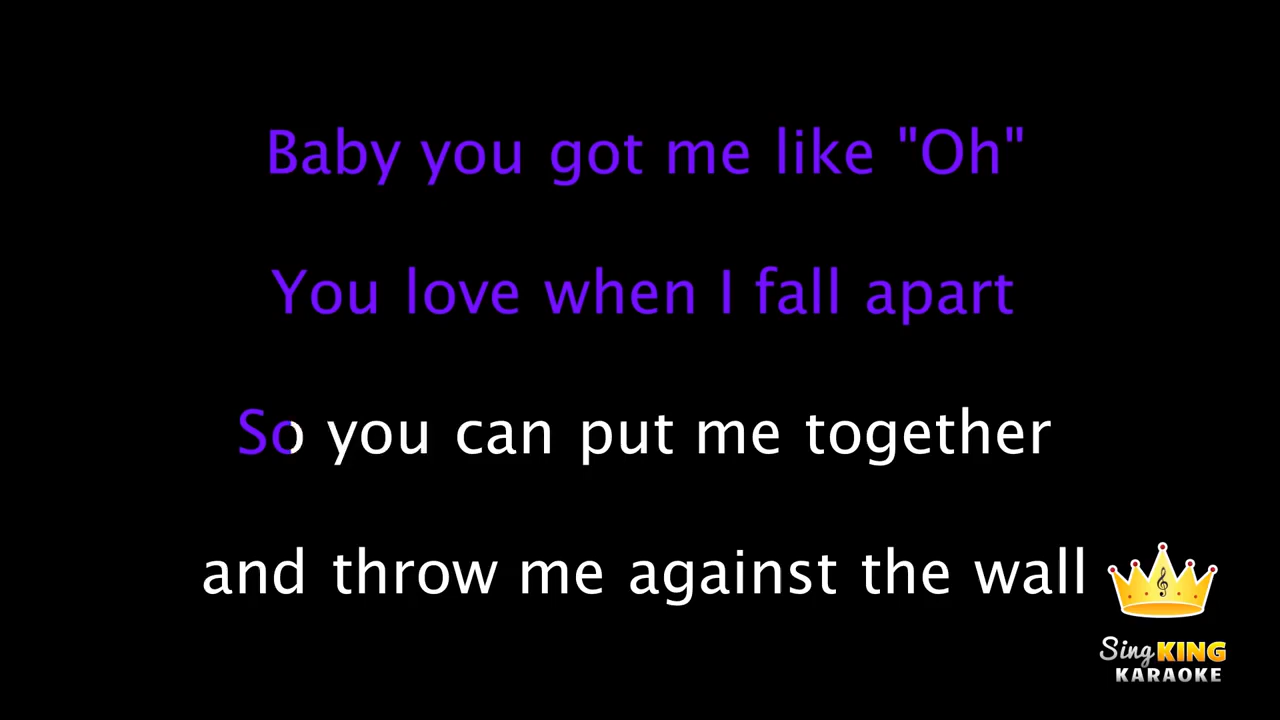 Baby you got me like "Oh"
You love when I fall apart
So you can put me together
and throw me against the wall
Sing KING
KARAOKE